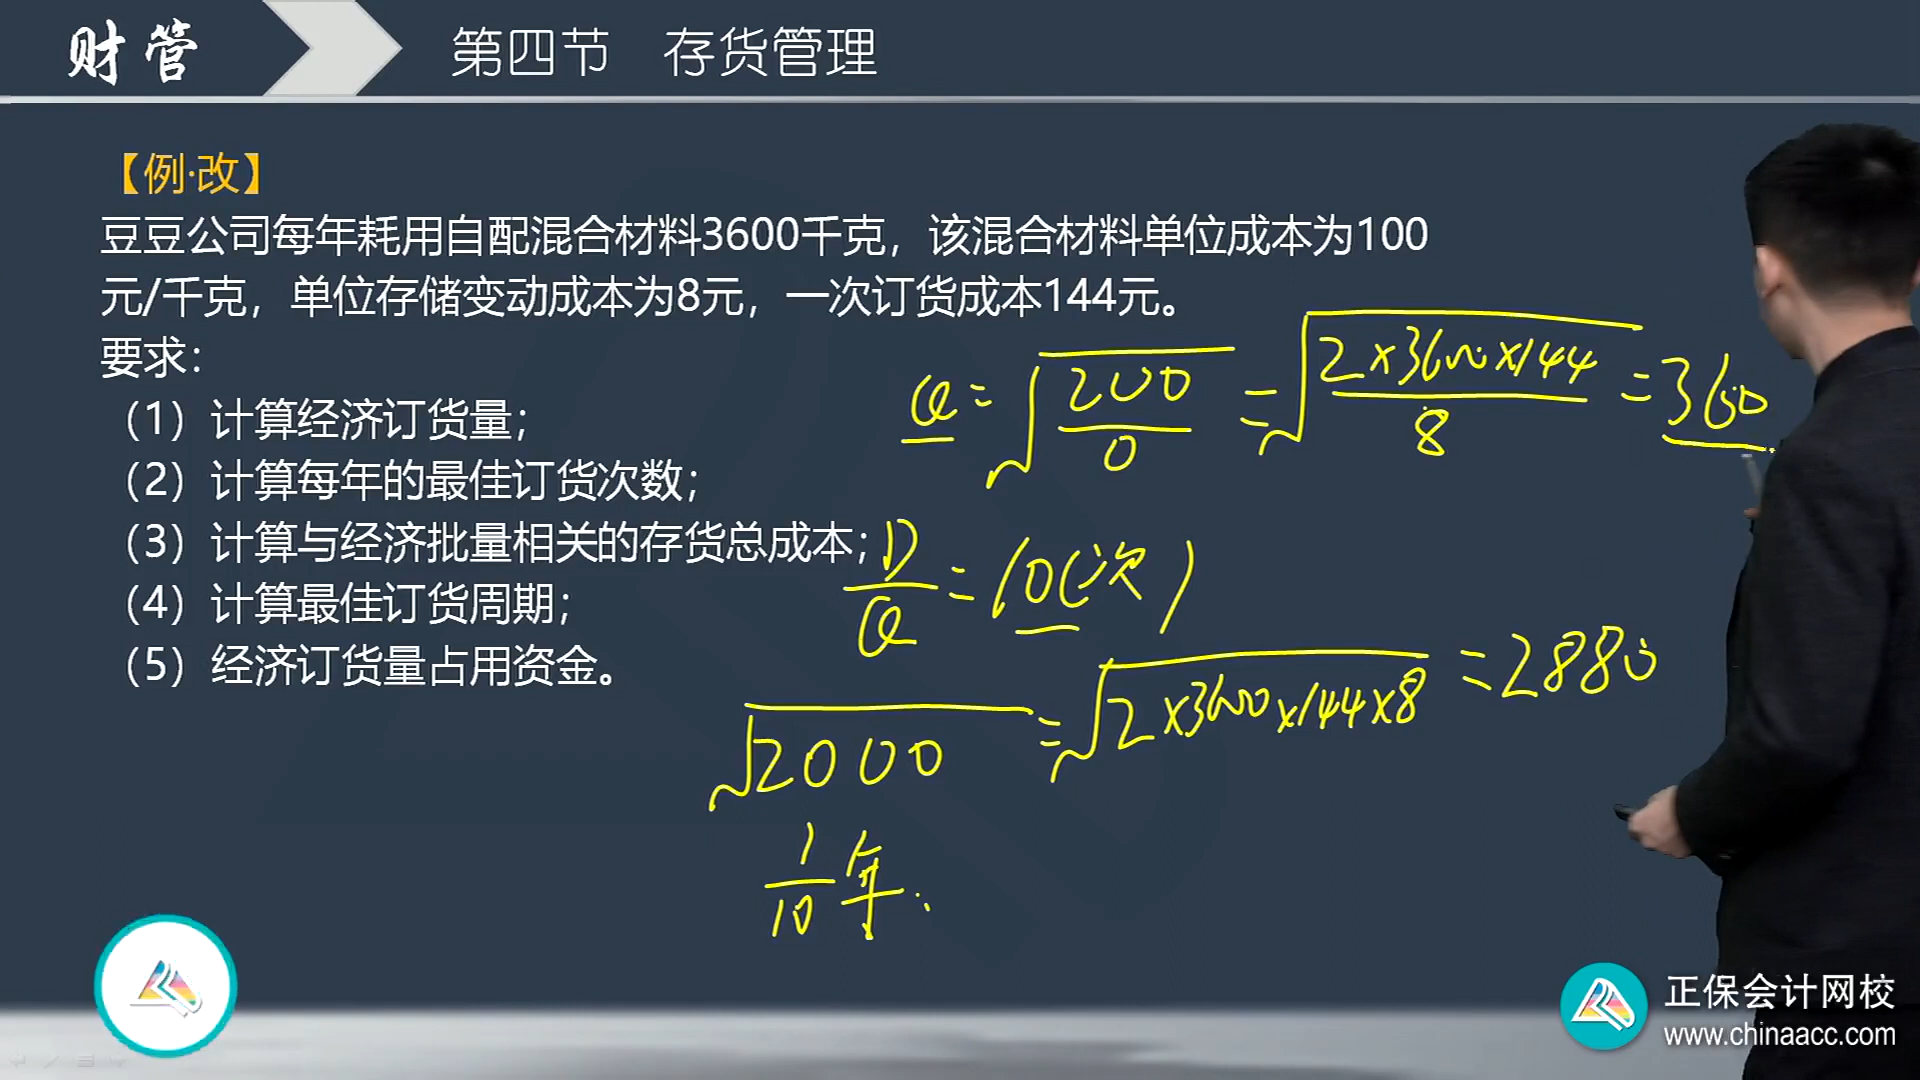 财管
第四节 存货管理
【例·改】
豆豆公司每年耗用自配混合材料3600千克，该混合材料单位成本为100
元/千克，单位存储变动成本为8元，一次订货成本144元。
要求：
（1）计算经济订货量；
Q=√(200/0)=√(2×3600×144/8)=360
（2）计算每年的最佳订货次数；
（3）计算与经济批量相关的存货总成本；
D/Q=10(次)
（4）计算最佳订货周期；
（5）经济订货量占用资金。
√2000=√2×3600×144×8=2880
1/10年
正保会计网校
www.chinaacc.com